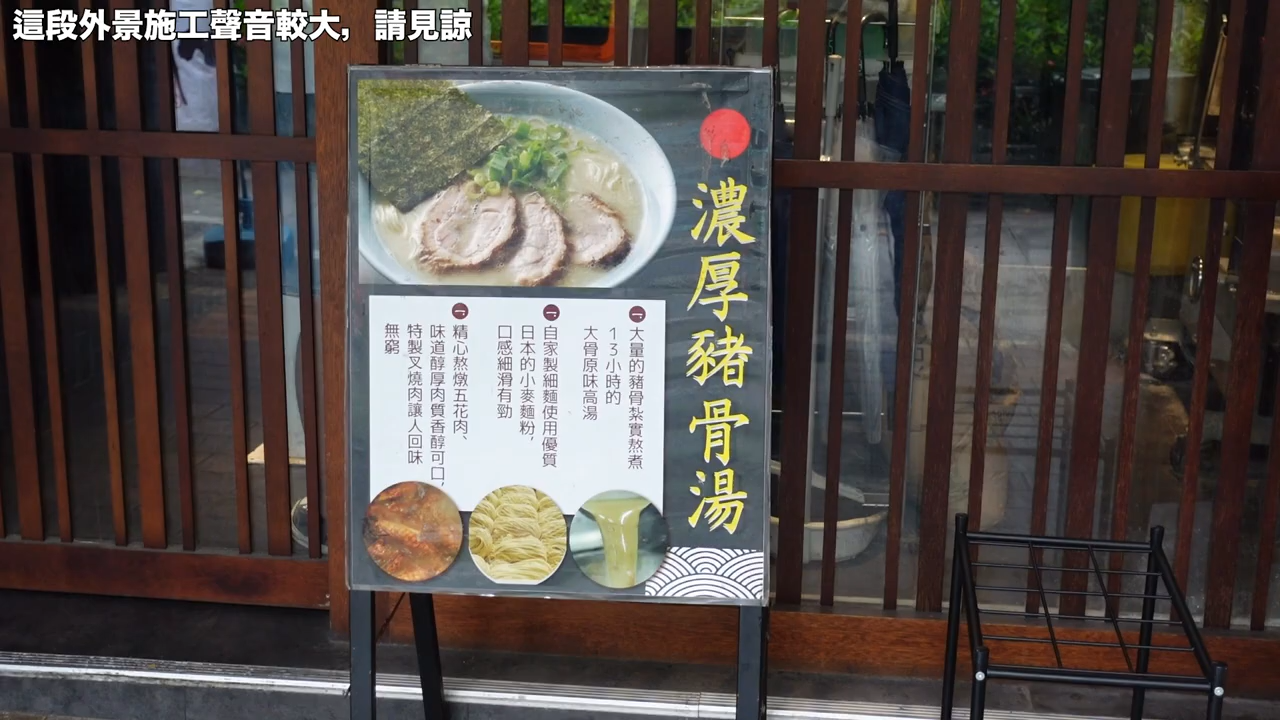 這段外景施工聲音較大，請見諒
濃厚豬骨湯
一 大量的豬骨紮實熬煮
13小時的
大骨原味高湯
一 自家製細麵使用優質
日本的小麥麵粉，
口感細滑有勁
一 精心熬燉五花肉、
味道醇厚肉質香醇可口，
特製叉燒肉讓人回味
無窮